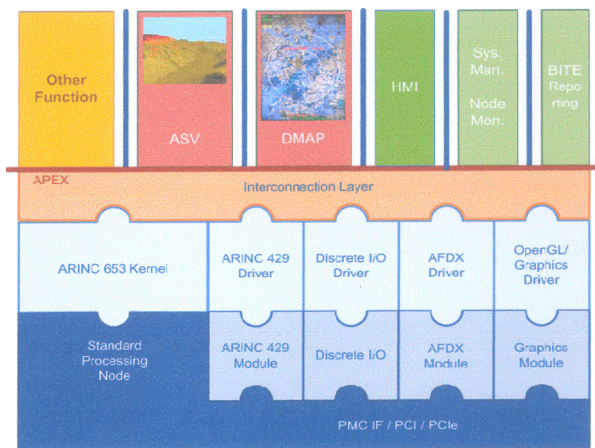 Other
Function
ASV
DMAP
HMI
Sys.
Man.
Node
Mon.
BITE
Repo
rting
APEX
Interconnection Layer
ARINC 653 Kernel
ARINC 429
Driver
Discrete I/O
Driver
AFDX
Driver
OpenGL/
Graphics
Driver
Standard
Processing
Node
ARINC 429
Module
Discrete I/O
AFDX
Module
Graphics
Module
PMC IF / PCI / PCIe